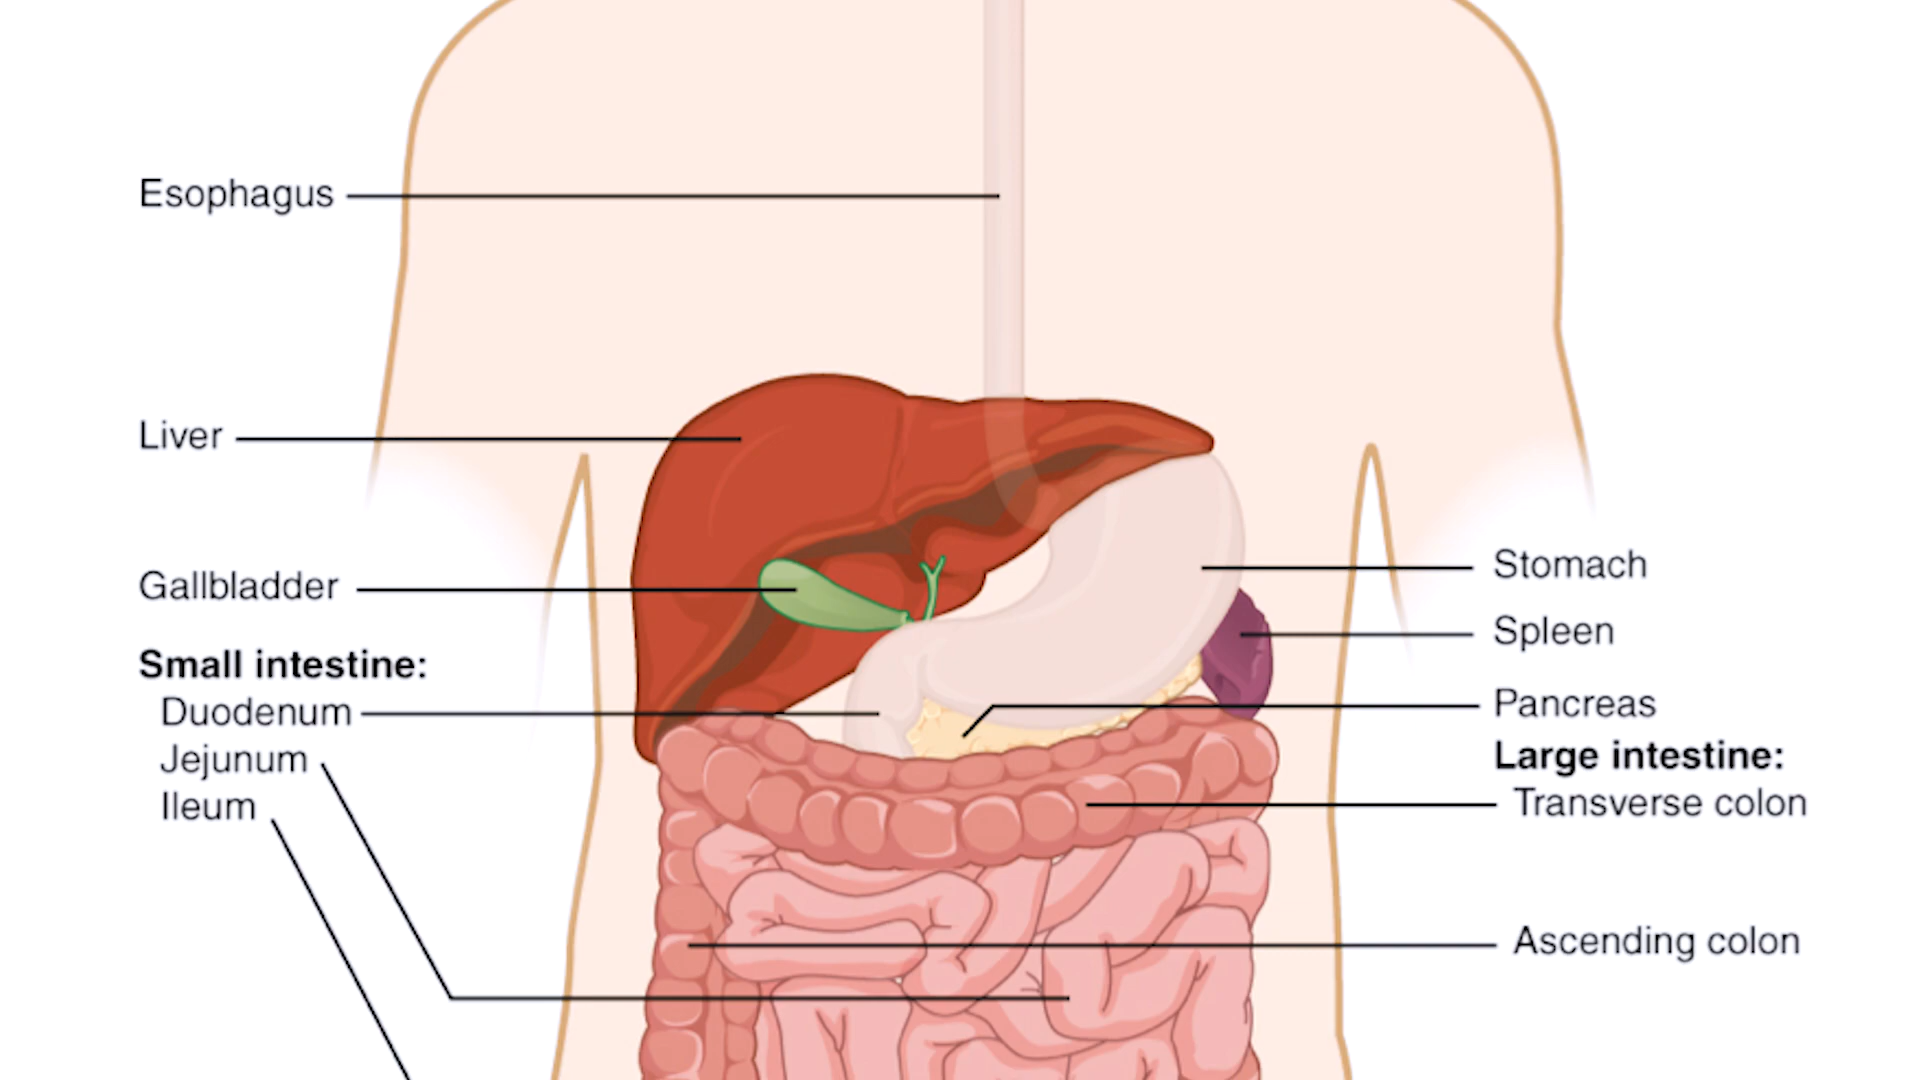 Esophagus
Liver
Gallbladder
Small intestine:
Duodenum
Jejunum
Ileum
Stomach
Spleen
Pancreas
Large intestine:
Transverse colon
Ascending colon